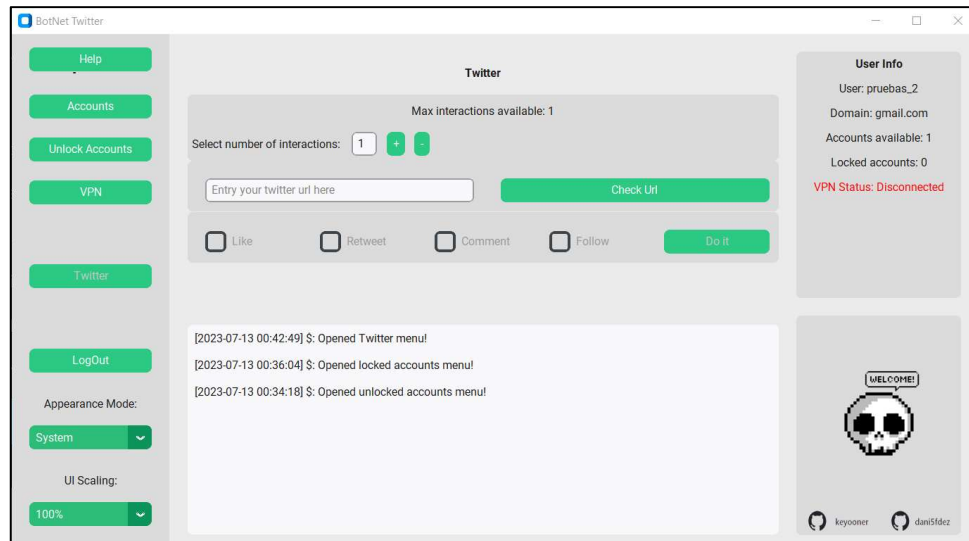 BotNet Twitter
Help
Accounts
Unlock Accounts
VPN
Twitter
LogOut
Appearance Mode:
System
UI Scaling:
100%
Twitter
Max interactions available: 1
Select number of interactions: 1 + -
Entry your twitter url here Check Url
Like Retweet Comment Follow Do it
[2023-07-13 00:42:49] $: Opened Twitter menu!
[2023-07-13 00:36:04] $: Opened locked accounts menu!
[2023-07-13 00:34:18] $: Opened unlocked accounts menu!
User Info
User: pruebas_2
Domain: gmail.com
Accounts available: 1
Locked accounts: 0
VPN Status: Disconnected
WELCOME!
keyooner dani5fdez